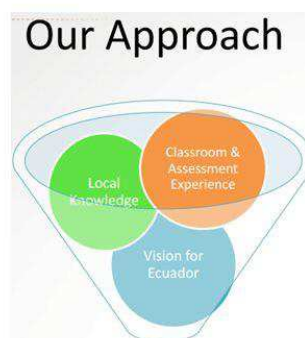 Our Approach
Classroom &
Assessment
Experience
Local
Knowledge
Vision for
Ecuador